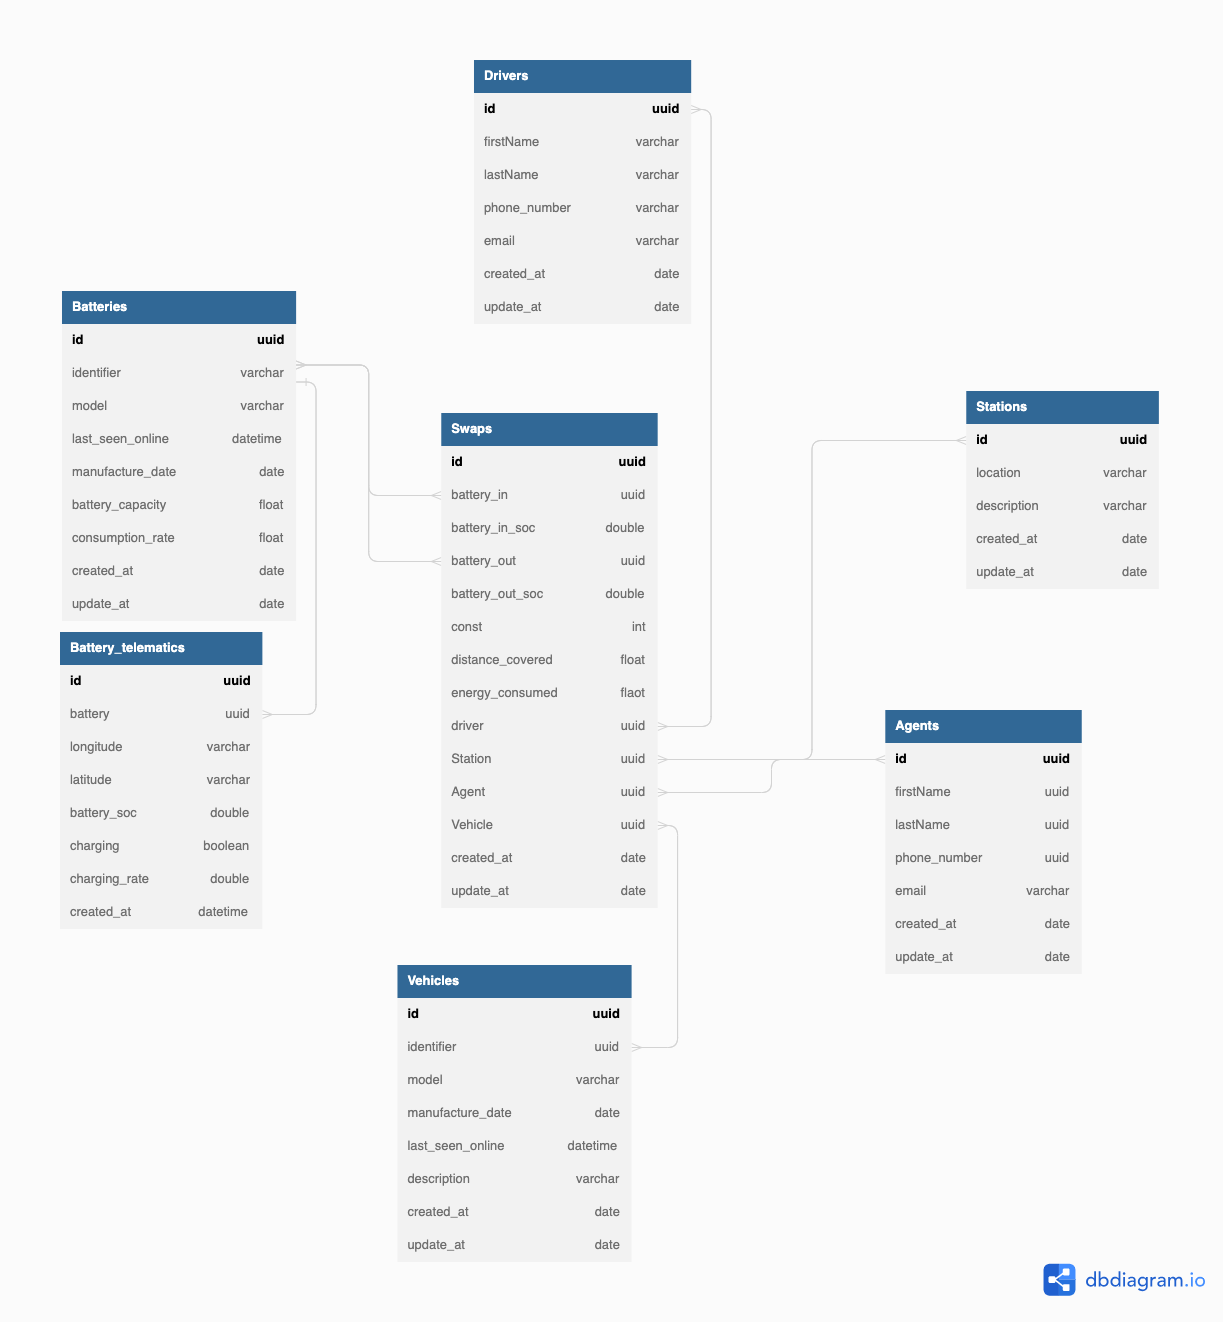 Drivers
id uuid
firstName varchar
lastName varchar
phone_number varchar
email varchar
created_at date
update_at date
Batteries
id uuid
identifier varchar
model varchar
last_seen_online datetime
manufacture_date date
battery_capacity float
consumption_rate float
created_at date
update_at date
Battery_telematics
id uuid
battery uuid
longitude varchar
latitude varchar
battery_soc double
charging boolean
charging_rate double
created_at datetime
Swaps
id uuid
battery_in uuid
battery_in_soc double
battery_out uuid
battery_out_soc double
const int
distance_covered float
energy_consumed flaot
driver uuid
Station uuid
Agent uuid
Vehicle uuid
created_at date
update_at date
Stations
id uuid
location varchar
description varchar
created_at date
update_at date
Agents
id uuid
firstName uuid
lastName uuid
phone_number uuid
email varchar
created_at date
update_at date
Vehicles
id uuid
identifier uuid
model varchar
manufacture_date date
last_seen_online datetime
description varchar
created_at date
update_at date
dbdiagram.io